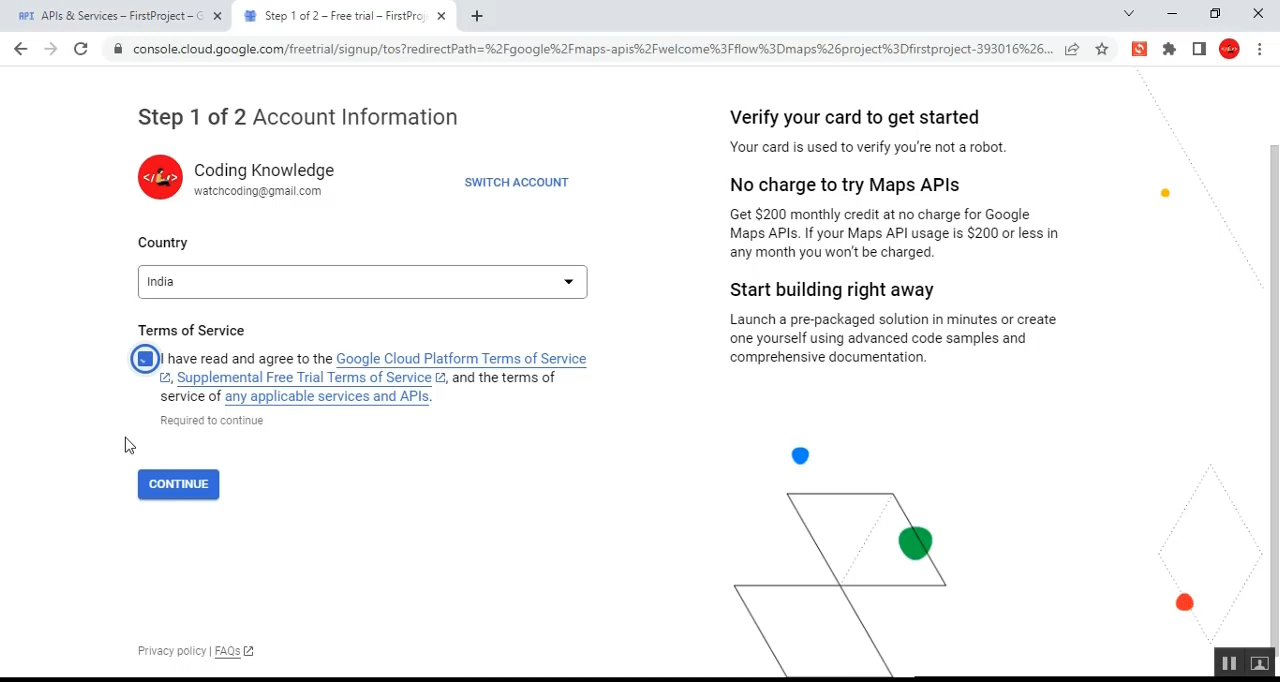 API APIs & Services – FirstProject – G
Step 1 of 2 – Free trial – FirstProj
console.cloud.google.com/freetrial/signup/tos?redirectPath=%2Fgoogle%2Fmaps-apis%2Fwelcome%3Fflow%3Dmaps%26project%3Dfirstproject-393016%26...
Step 1 of 2 Account Information
Coding Knowledge
watchcoding@gmail.com
SWITCH ACCOUNT
Country
India
Terms of Service
I have read and agree to the Google Cloud Platform Terms of Service
, Supplemental Free Trial Terms of Service , and the terms of
service of any applicable services and APIs.
Required to continue
CONTINUE
Privacy policy | FAQs
Verify your card to get started
Your card is used to verify you’re not a robot.
No charge to try Maps APIs
Get $200 monthly credit at no charge for Google
Maps APIs. If your Maps API usage is $200 or less in
any month you won’t be charged.
Start building right away
Launch a pre-packaged solution in minutes or create
one yourself using advanced code samples and
comprehensive documentation.